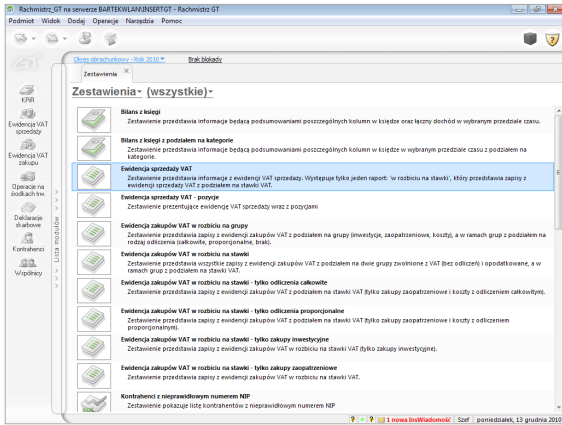 Rachmistrz_GT na serwerze BARTEKWLAN\INSERTGT - Rachmistrz GT
Podmiot Widok Dodaj Operacje Narzędzia Pomoc
GT
Okres obrachunkowy - Rok 2010
Brak blokady
Zestawienia
Zestawienia (wszystkie)
KPiR
Ewidencja VAT
sprzedaży
Ewidencja VAT
zakupu
Operacje na
środkach trw.
Deklaracje
skarbowe
Kontrahenci
Wspólnicy
Lista modułów
Bilans z księgi
Zestawienie przedstawia informacje będącą podsumowaniami poszczególnych kolumn w księdze oraz łączny dochód w wybranym przedziale czasu.
Bilans z księgi z podziałem na kategorie
Zestawienie przedstawia informacje będącą podsumowaniami poszczególnych kolumn w księdze w wybranym przedziale czasu z podziałem na
kategorie.
Ewidencja sprzedaży VAT
Zestawienie przedstawia informacje z ewidencji VAT sprzedaży. Występuje tylko jeden raport: 'w rozbiciu na stawki', który przedstawia zapisy z
ewidencji sprzedaży VAT z podziałem na stawki VAT.
Ewidencja sprzedaży VAT - pozycje
Zestawienie prezentujące ewidencję VAT sprzedaży wraz z pozycjami
Ewidencja zakupów VAT w rozbiciu na grupy
Zestawienie przedstawia zapisy z ewidencji zakupów VAT z podziałem na grupy (inwestycje, zaopatrzeniowe, koszty), a w ramach grup z podziałem na
rodzaj odliczenia (całkowite, proporcjonalne, brak).
Ewidencja zakupów VAT w rozbiciu na stawki
Zestawienie przedstawia wszystkie zapisy z ewidencji zakupów VAT z podziałem na dwie grupy zwolnione z VAT (bez odliczeń) i opodatkowane, a w
ramach grup z podziałem na stawki VAT.
Ewidencja zakupów VAT w rozbiciu na stawki - tylko odliczenia całkowite
Zestawienie przedstawia zapisy z ewidencji zakupów VAT z podziałem na stawki VAT (tylko zakupy zaopatrzeniowe i koszty z odliczeniem całkowitym).
Ewidencja zakupów VAT w rozbiciu na stawki - tylko odliczenia proporcjonalne
Zestawienie przedstawia zapisy z ewidencji zakupów VAT z podziałem na stawki VAT (tylko zakupy zaopatrzeniowe i koszty z odliczeniem
proporcjonalnym).
Ewidencja zakupów VAT w rozbiciu na stawki - tylko zakupy inwestycyjne
Zestawienie przedstawia zapisy z ewidencji zakupów VAT w rozbiciu na stawki VAT (tylko zakupy inwestycyjne).
Ewidencja zakupów VAT w rozbiciu na stawki - tylko zakupy zaopatrzeniowe
Zestawienie przedstawia zapisy z ewidencji zakupów VAT w rozbiciu na stawki VAT.
Kontrahenci z nieprawidłowym numerem NIP
Zestawienie pokazuje listę kontrahentów z nieprawidłowym numerem NIP
1 nowa InsWiadomość Szef poniedziałek, 13 grudnia 2010